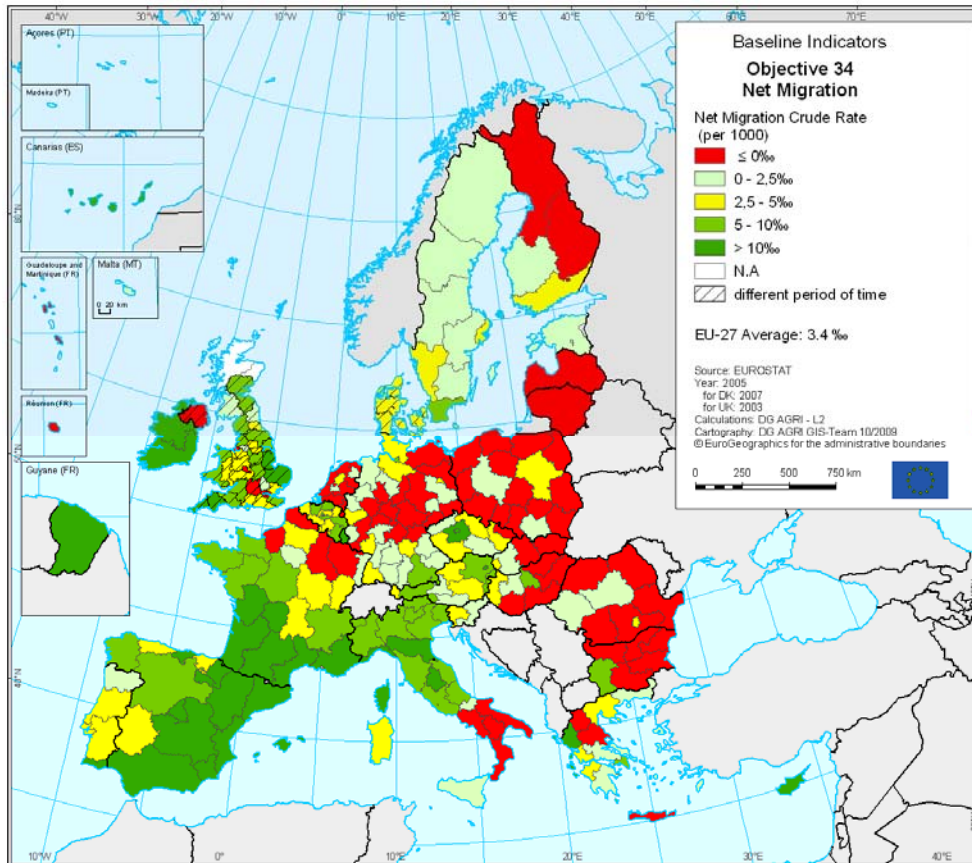 40°W
30°W
20°W
10°W
0°E
10°E
20°E
30°E
40°E
60°E
70°E
Açores (PT)
Madeira (PT)
Canarias (ES)
Guadeloupe and
Martinique (FR)
Malta (MT)
0 20 km
Réunion (FR)
Guyane (FR)
Baseline Indicators
Objective 34
Net Migration
Net Migration Crude Rate
(per 1000)
≤ 0‰
0 - 2,5‰
2,5 - 5‰
5 - 10‰
> 10‰
N.A
different period of time
EU-27 Average: 3.4 ‰
Source: EUROSTAT
Year: 2005
for DK: 2007
for UK: 2003
Calculations: DG AGRI - L2
Cartography: DG AGRI GIS-Team 10/2009
© EuroGeographics for the administrative boundaries
0 250 500 750 km
40°N
10°W
0°
10°E
20°E
30°E
40°E